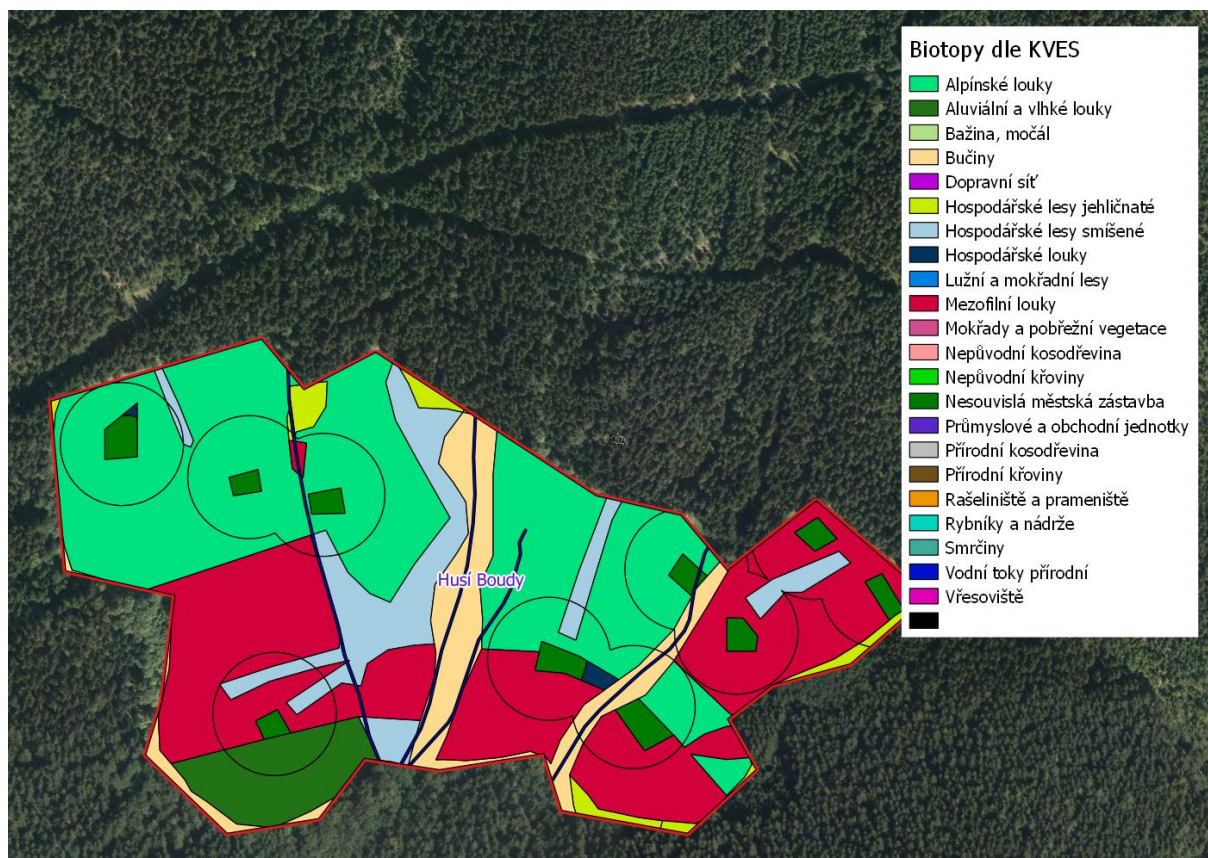 Biotopy dle KVES
Alpínské louky
Aluviální a vlhké louky
Bažina, močál
Bučiny
Dopravní síť
Hospodářské lesy jehličnaté
Hospodářské lesy smíšené
Hospodářské louky
Lužní a mokřadní lesy
Mezofilní louky
Mokřady a pobřežní vegetace
Nepůvodní kosodřevina
Nepůvodní křoviny
Nesouvislá městská zástavba
Průmyslové a obchodní jednotky
Přírodní kosodřevina
Přírodní křoviny
Rašeliniště a prameniště
Rybníky a nádrže
Smrčiny
Vodní toky přírodní
Vřesoviště
Husí Boudy